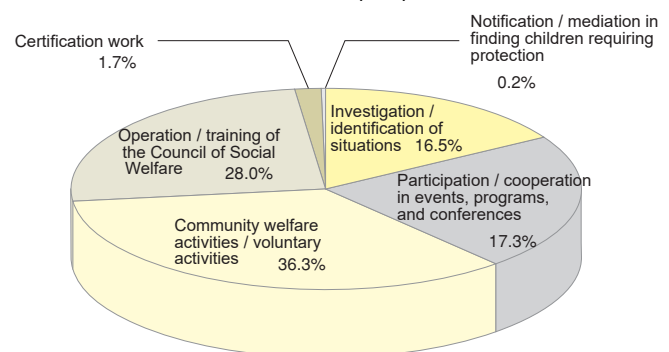 Notification / mediation in
finding children requiring
protection
0.2%
Certification work
1.7%
Investigation /
identification of
situations 16.5%
Operation / training of
the Council of Social
Welfare 28.0%
Participation / cooperation
in events, programs,
and conferences
17.3%
Community welfare
activities / voluntary
activities 36.3%